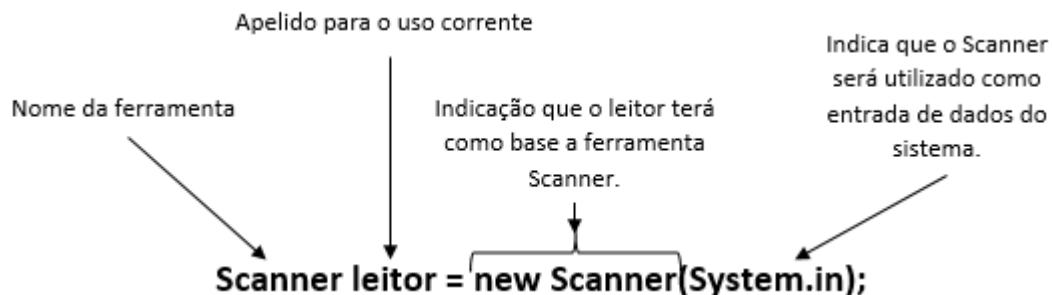 Apelido para o uso corrente
Indica que o Scanner
será utilizado como
entrada de dados do
sistema.
Nome da ferramenta
Indicação que o leitor terá
como base a ferramenta
Scanner.
Scanner leitor = new Scanner(System.in);